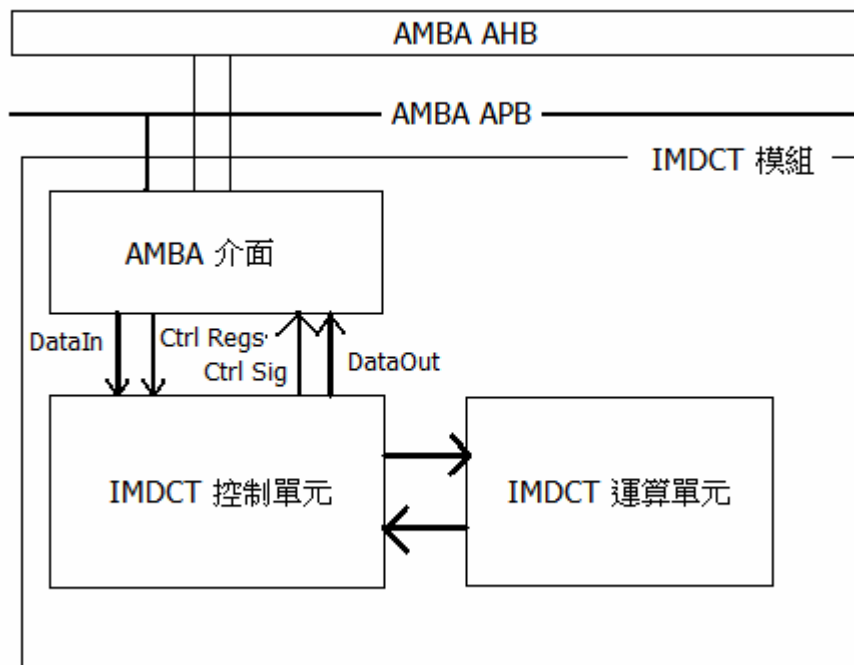 AMBA AHB
AMBA APB
IMDCT 模組
AMBA 介面
DataIn
Ctrl Regs
Ctrl Sig
DataOut
IMDCT 控制單元
IMDCT 運算單元